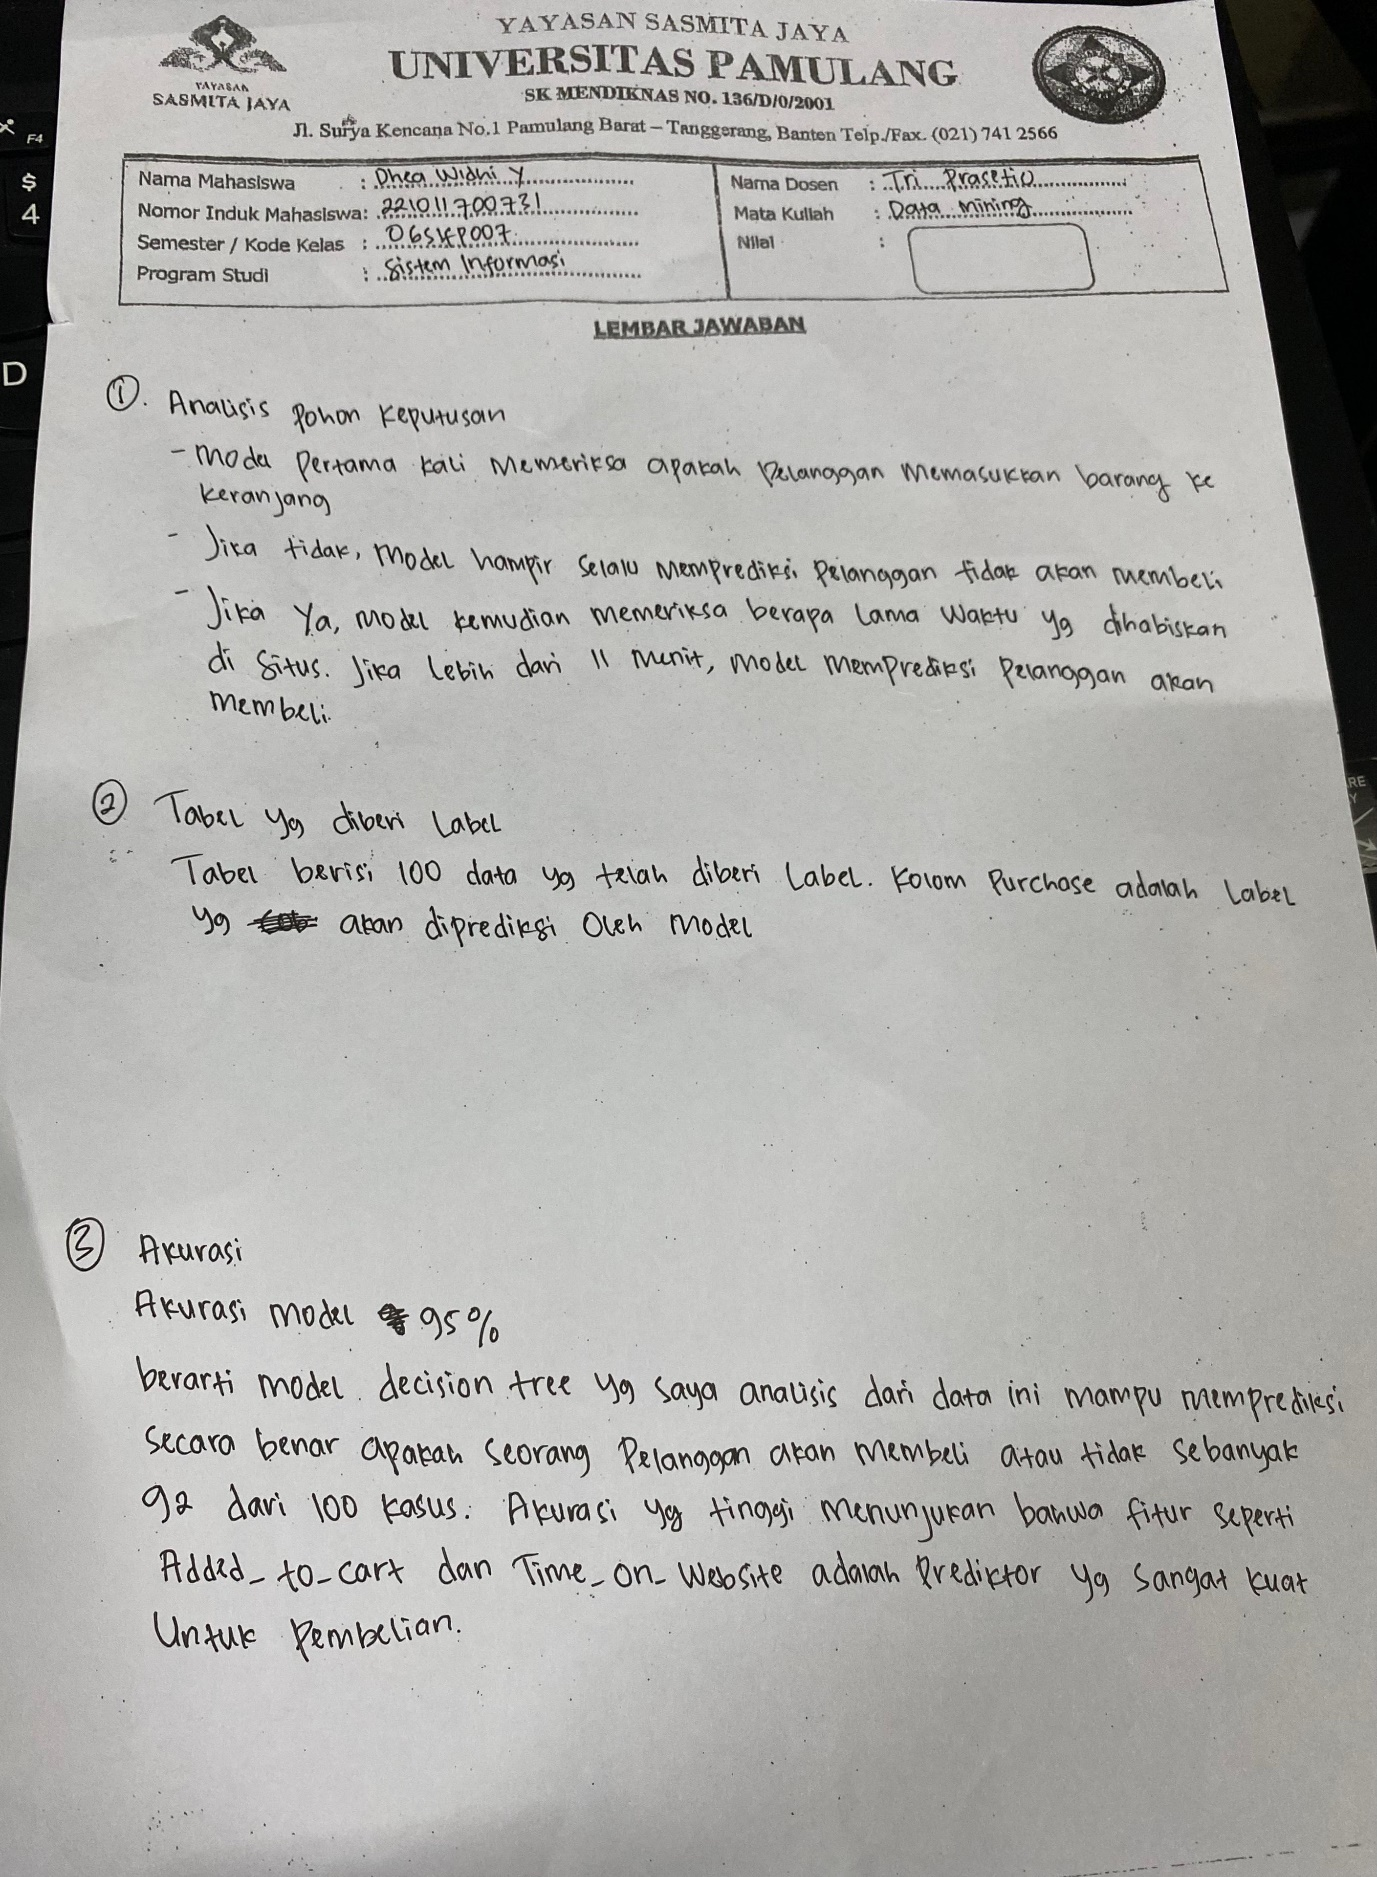 YAYASAN SASMITA JAYA
UNIVERSITAS PAMULANG
SK MENDIKNAS NO. 136/D/0/2001
Jl. Surya Kencana No.1 Pamulang Barat – Tanggerang, Banten Telp./Fax. (021) 741 2566
YAYASAN
SASMITA JAYA
Nama Mahasiswa : Dhea Widhi Y
Nomor Induk Mahasiswa: 221011700731
Semester / Kode Kelas : 06SIFP007
Program Studi : Sistem Informasi
Nama Dosen : Tri Prasetio
Mata Kuliah : Data mining
Nilai :
LEMBAR JAWABAN
①. Analisis Pohon Keputusan
- Model Pertama kali Memeriksa apakah Pelanggan Memasukkan barang ke
keranjang
- Jika tidak, Model hampir Selalu Memprediksi Pelanggan tidak akan membeli
- Jika Ya, Model kemudian memeriksa berapa Lama Waktu yg dihabiskan
di Situs. Jika Lebih dari 11 Menit, Model Memprediksi Pelanggan akan
Membeli.
② Tabel yg diberi Label
Tabel berisi 100 data yg telah diberi Label. Kolom Purchase adalah Label
yg akan diprediksi Oleh Model
③ Akurasi
Akurasi Model 95%
berarti model decision tree yg saya analisis dari data ini mampu memprediksi
Secara benar apakah Seorang Pelanggan akan Membeli atau tidak Sebanyak
92 dari 100 kasus. Akurasi yg tinggi Menunjukan bahwa fitur Seperti
Added_to_cart dan Time_on_Website adalah Prediktor yg Sangat kuat
Untuk Pembelian.
F4
$
4
D
RE
Y